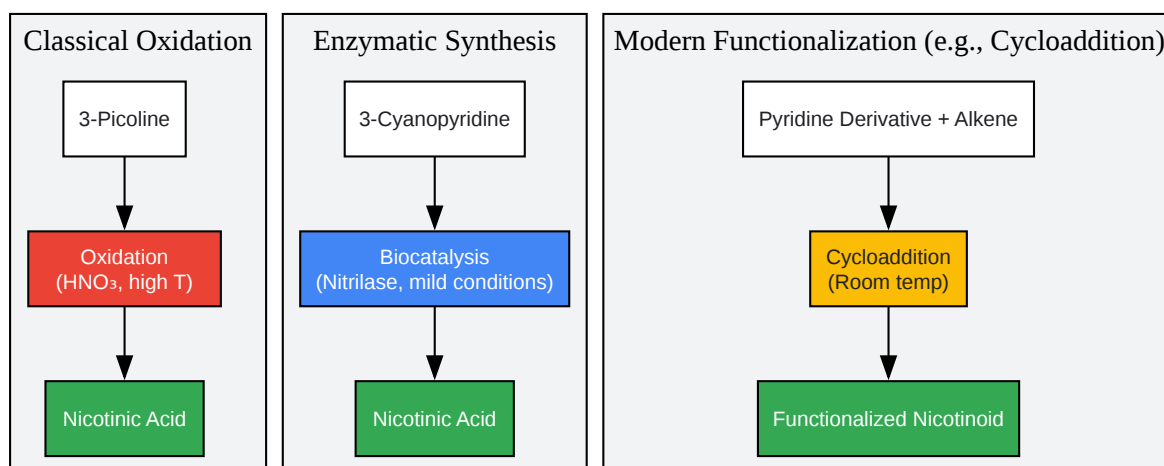 Classical Oxidation
3-Picoline
Oxidation
(HNO₃, high T)
Nicotinic Acid
Enzymatic Synthesis
3-Cyanopyridine
Biocatalysis
(Nitrilase, mild conditions)
Nicotinic Acid
Modern Functionalization (e.g., Cycloaddition)
Pyridine Derivative + Alkene
Cycloaddition
(Room temp)
Functionalized Nicotinoid